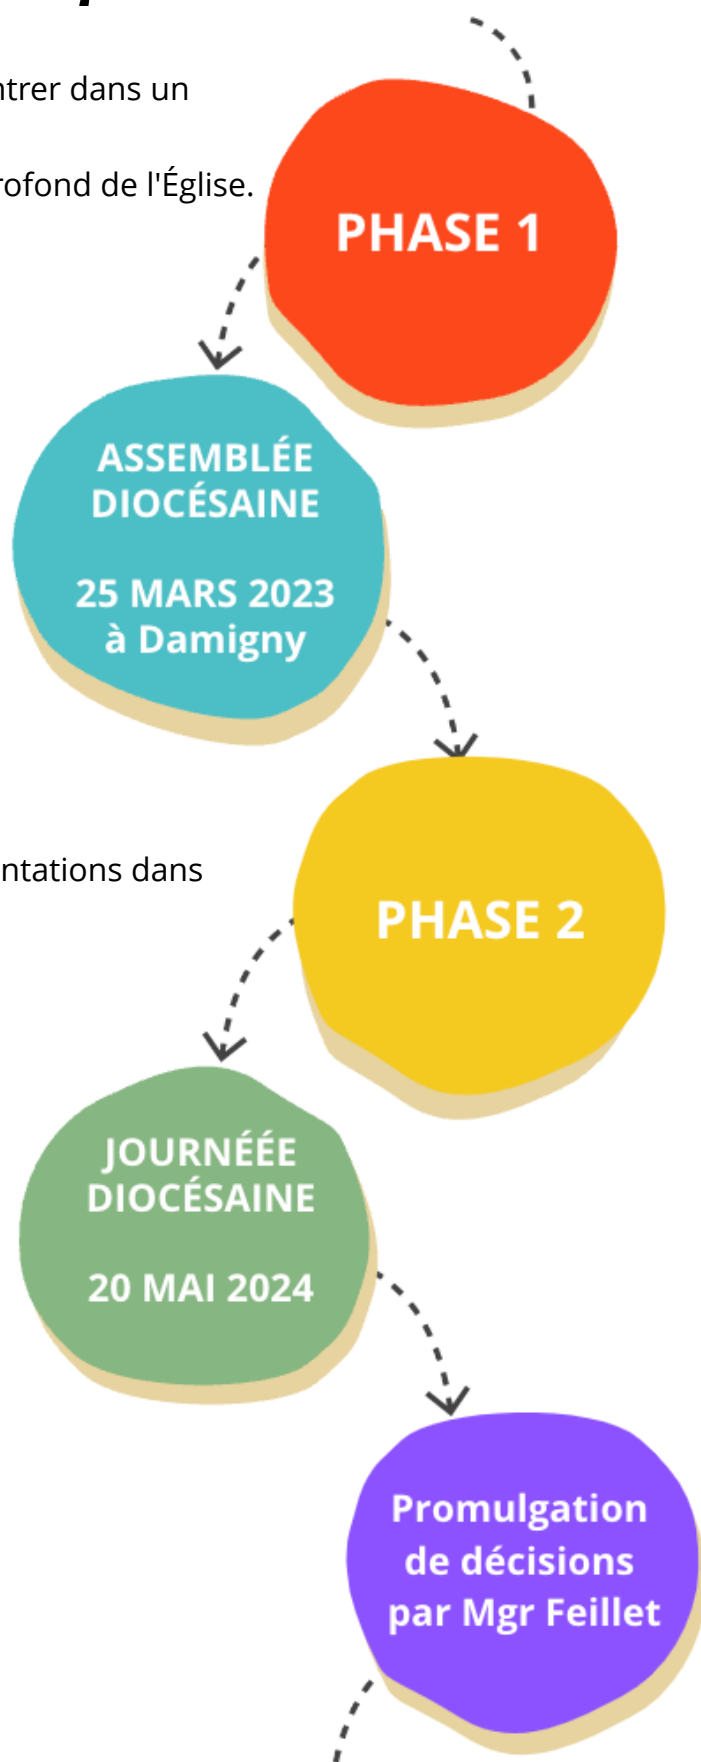 ntrer dans un
rofond de l'Église.
PHASE 1
ASSEMBLÉE
DIOCÉSAINE
25 MARS 2023
à Damigny
ntations dans
PHASE 2
JOURNÉÉE
DIOCÉSAINE
20 MAI 2024
Promulgation
de décisions
par Mgr Feillet